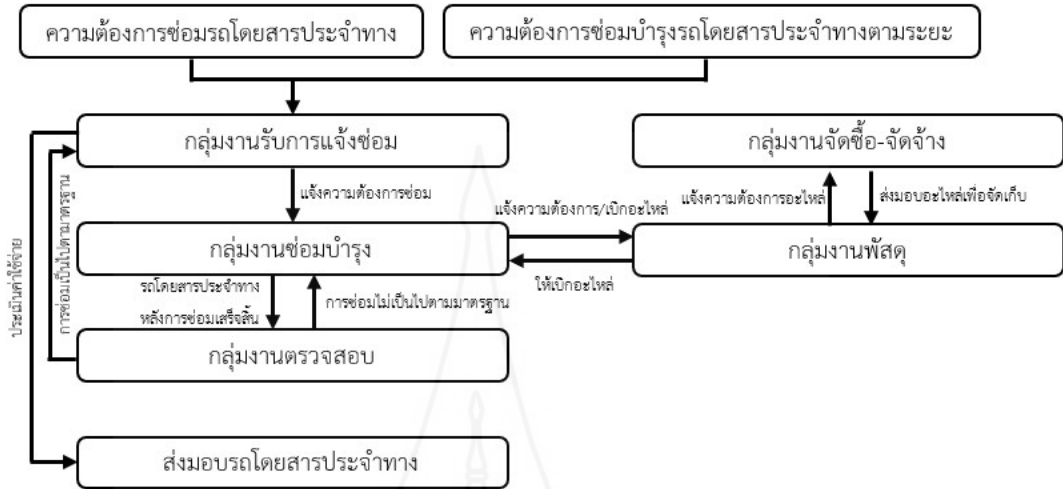 ความต้องการซ่อมรถโดยสารประจำทาง
ความต้องการซ่อมบำรุงรถโดยสารประจำทางตามระยะ
กลุ่มงานรับการแจ้งซ่อม
กลุ่มงานจัดซื้อ-จัดจ้าง
แจ้งความต้องการซ่อม
แจ้งความต้องการ/เบิกอะไหล่
แจ้งความต้องการอะไหล่
ส่งมอบอะไหล่เพื่อจัดเก็บ
กลุ่มงานซ่อมบำรุง
กลุ่มงานพัสดุ
ให้เบิกอะไหล่
รถโดยสารประจำทาง
หลังการซ่อมเสร็จสิ้น
การซ่อมไม่เป็นไปตามมาตรฐาน
กลุ่มงานตรวจสอบ
การซ่อมเป็นไปตามมาตรฐาน
ประเมินค่าใช้จ่าย
ส่งมอบรถโดยสารประจำทาง